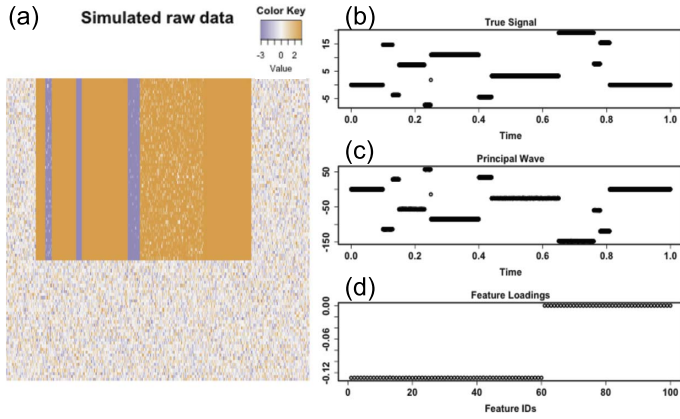 (a)
Simulated raw data
Color Key
-3 0 2
Value
(b)
True Signal
15
5
-5
0.0 0.2 0.4 0.6 0.8 1.0
Time
(c)
Principal Wave
50
-50
-150
0.0 0.2 0.4 0.6 0.8 1.0
Time
(d)
Feature Loadings
0.00
-0.06
-0.12
0 20 40 60 80 100
Feature IDs